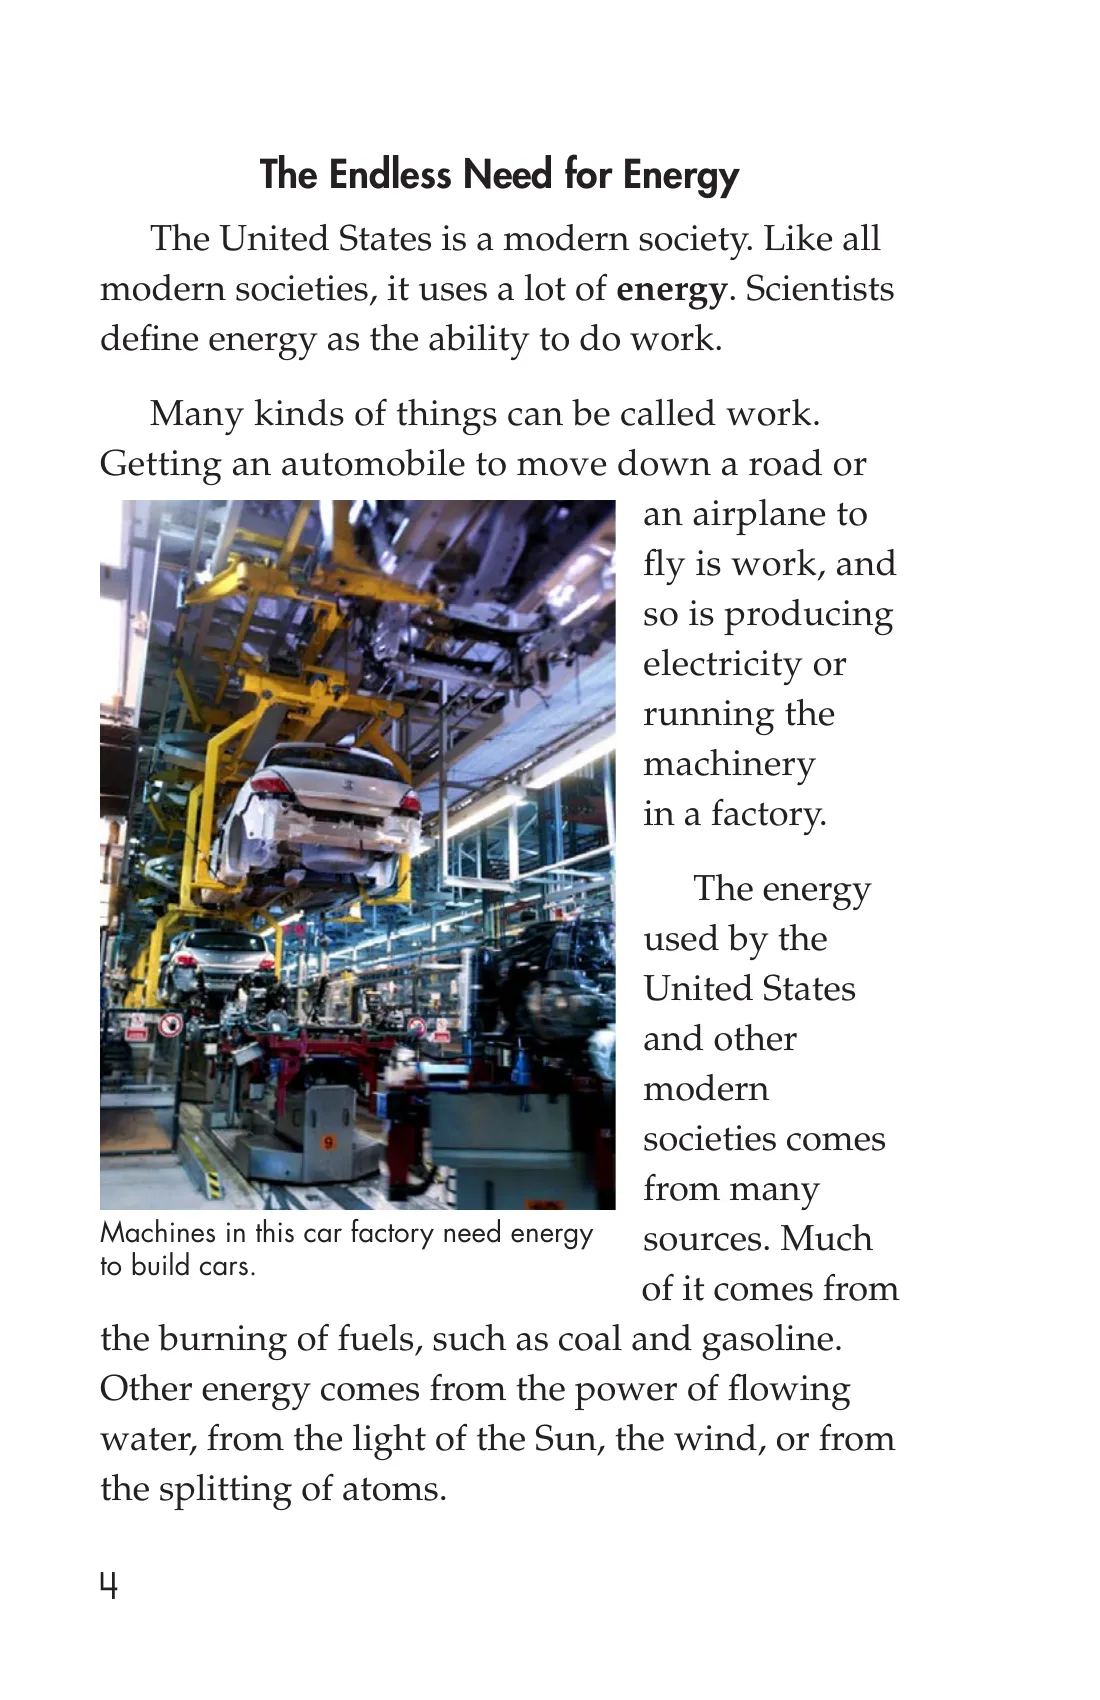 The Endless Need for Energy
The United States is a modern society. Like all
modern societies, it uses a lot of energy. Scientists
define energy as the ability to do work.
Many kinds of things can be called work.
Getting an automobile to move down a road or
an airplane to
fly is work, and
so is producing
electricity or
running the
machinery
in a factory.
The energy
used by the
United States
and other
modern
societies comes
from many
sources. Much
of it comes from
the burning of fuels, such as coal and gasoline.
Other energy comes from the power of flowing
water, from the light of the Sun, the wind, or from
the splitting of atoms.
9
Machines in this car factory need energy
to build cars.
4